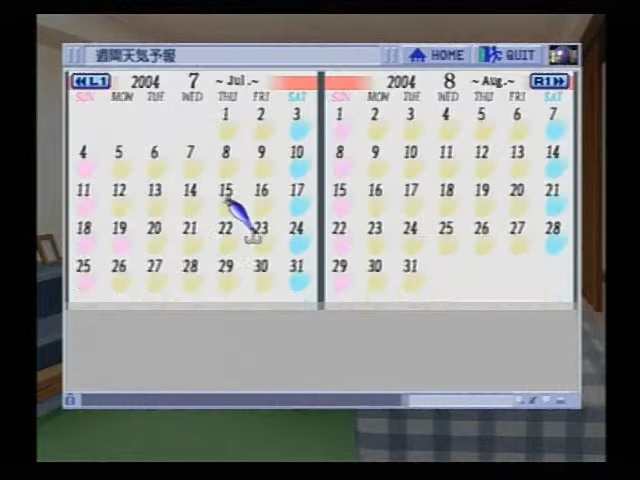 週間天気予報 HOME QUIT
L1 2004 7 ~Jul.~ 2004 8 ~Aug.~ R1
SUN MON TUE WED THU FRI SAT SUN MON TUE WED THU FRI SAT
1 2 3 1 2 3 4 5 6 7
4 5 6 7 8 9 10 8 9 10 11 12 13 14
11 12 13 14 15 16 17 15 16 17 18 19 20 21
18 19 20 21 22 23 24 22 23 24 25 26 27 28
25 26 27 28 29 30 31 29 30 31